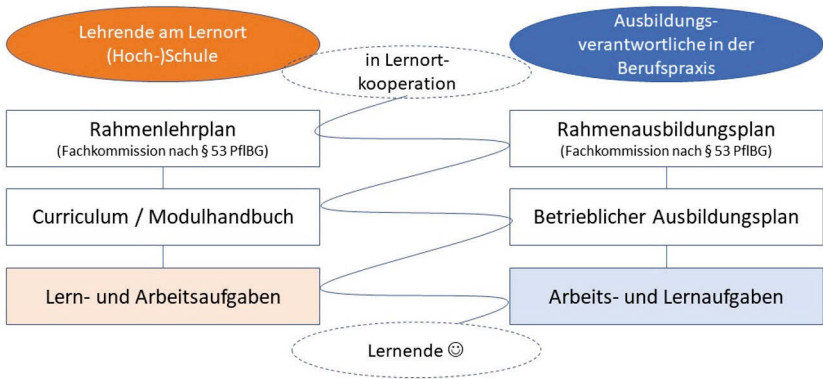 Lehrende am Lernort
(Hoch-)Schule
in Lernort-
kooperation
Ausbildungs-
verantwortliche in der
Berufspraxis
Rahmenlehrplan
(Fachkommission nach § 53 PflBG)
Rahmenausbildungsplan
(Fachkommission nach § 53 PflBG)
Curriculum / Modulhandbuch
Betrieblicher Ausbildungsplan
Lern- und Arbeitsaufgaben
Arbeits- und Lernaufgaben
Lernende ☺